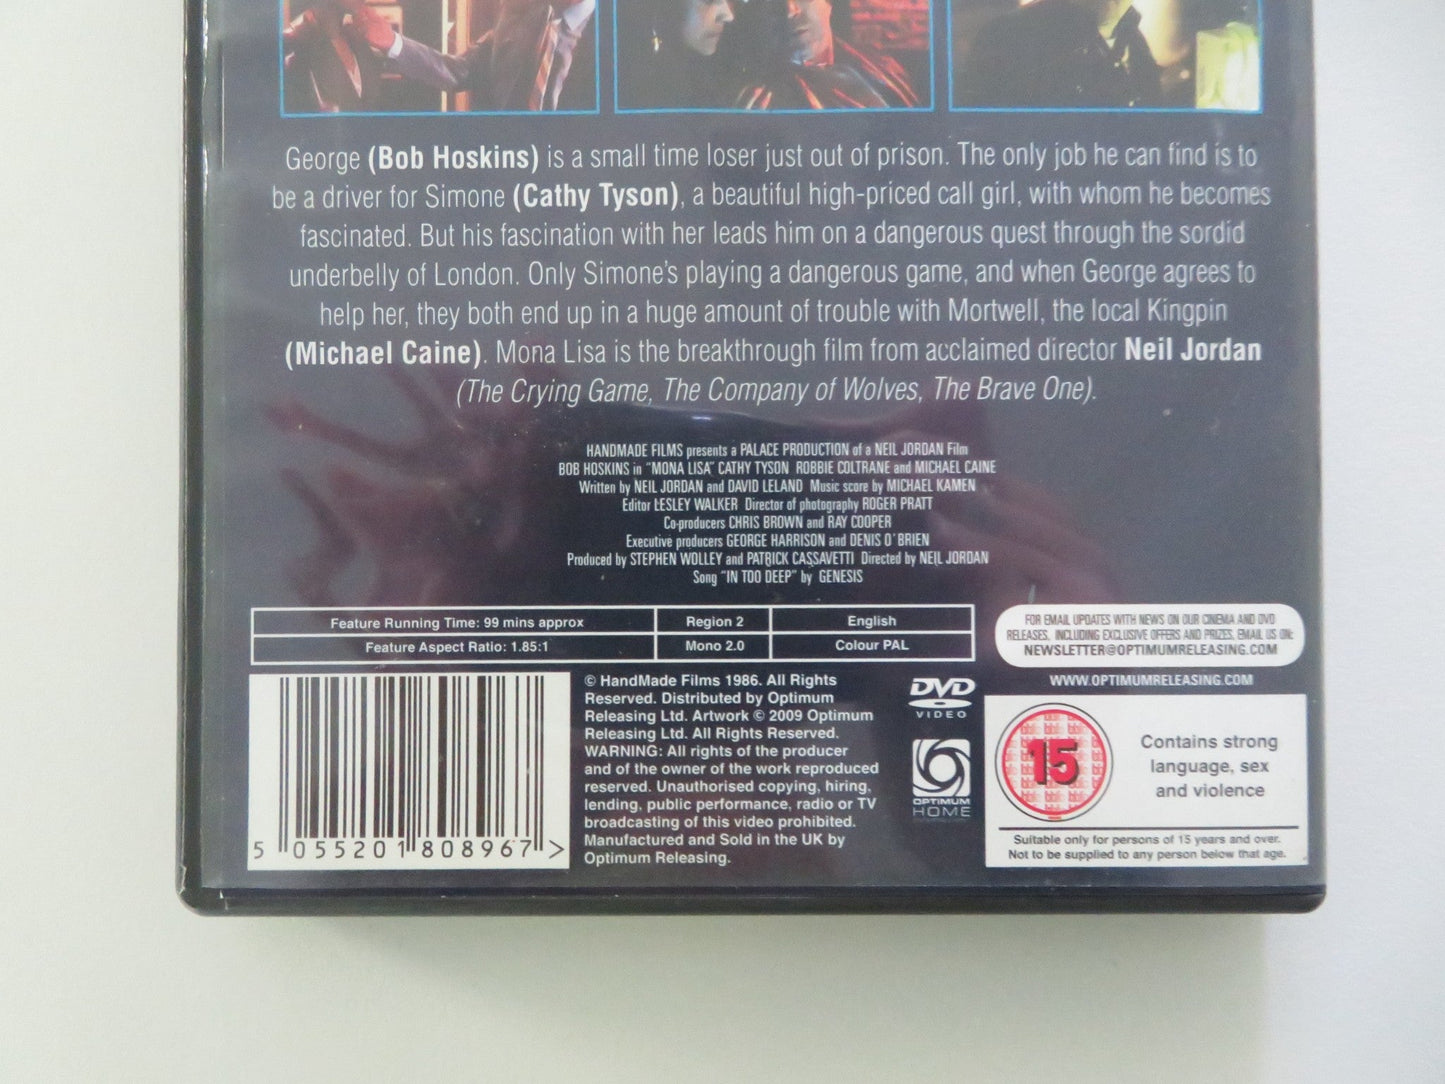 George (Bob Hoskins) is a small time loser just out of prison. The only job he can find is to
be a driver for Simone (Cathy Tyson), a beautiful high-priced call girl, with whom he becomes
fascinated. But his fascination with her leads him on a dangerous quest through the sordid
underbelly of London. Only Simone's playing a dangerous game, and when George agrees to
help her, they both end up in a huge amount of trouble with Mortwell, the local Kingpin
(Michael Caine). Mona Lisa is the breakthrough film from acclaimed director Neil Jordan
(The Crying Game, The Company of Wolves, The Brave One).
HANDMADE FILMS presents a PALACE PRODUCTION of a NEIL JORDAN Film
BOB HOSKINS in "MONA LISA" CATHY TYSON ROBBIE COLTRANE and MICHAEL CAINE
Written by NEIL JORDAN and DAVID LELAND Music score by MICHAEL KAMEN
Editor LESLEY WALKER Director of photography ROGER PRATT
Co-producers CHRIS BROWN and RAY COOPER
Executive producers GEORGE HARRISON and DENIS O'BRIEN
Produced by STEPHEN WOLLEY and PATRICK CASSAVETTI Directed by NEIL JORDAN
Song "IN TOO DEEP" by GENESIS
Feature Running Time: 99 mins approx Region 2 English
Feature Aspect Ratio: 1.85:1 Mono 2.0 Colour PAL
FOR EMAIL UPDATES WITH NEWS ON OUR CINEMA AND DVD
RELEASES, INCLUDING EXCLUSIVE OFFERS AND PRIZES, EMAIL US ON:
NEWSLETTER@OPTIMUMRELEASING.COM
WWW.OPTIMUMRELEASING.COM
© HandMade Films 1986. All Rights
Reserved. Distributed by Optimum
Releasing Ltd. Artwork © 2009 Optimum
Releasing Ltd. All Rights Reserved.
WARNING: All rights of the producer
and of the owner of the work reproduced
reserved. Unauthorised copying, hiring,
lending, public performance, radio or TV
broadcasting of this video prohibited.
Manufactured and Sold in the UK by
Optimum Releasing.
DVD
VIDEO
OPTIMUM
HOME
15
Contains strong
language, sex
and violence
Suitable only for persons of 15 years and over.
Not to be supplied to any person below that age.
5 055201 808967 >